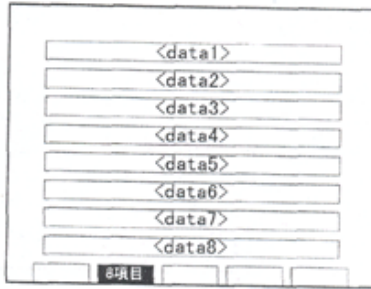 <data1>
<data2>
<data3>
<data4>
<data5>
<data6>
<data7>
<data8>
8項目